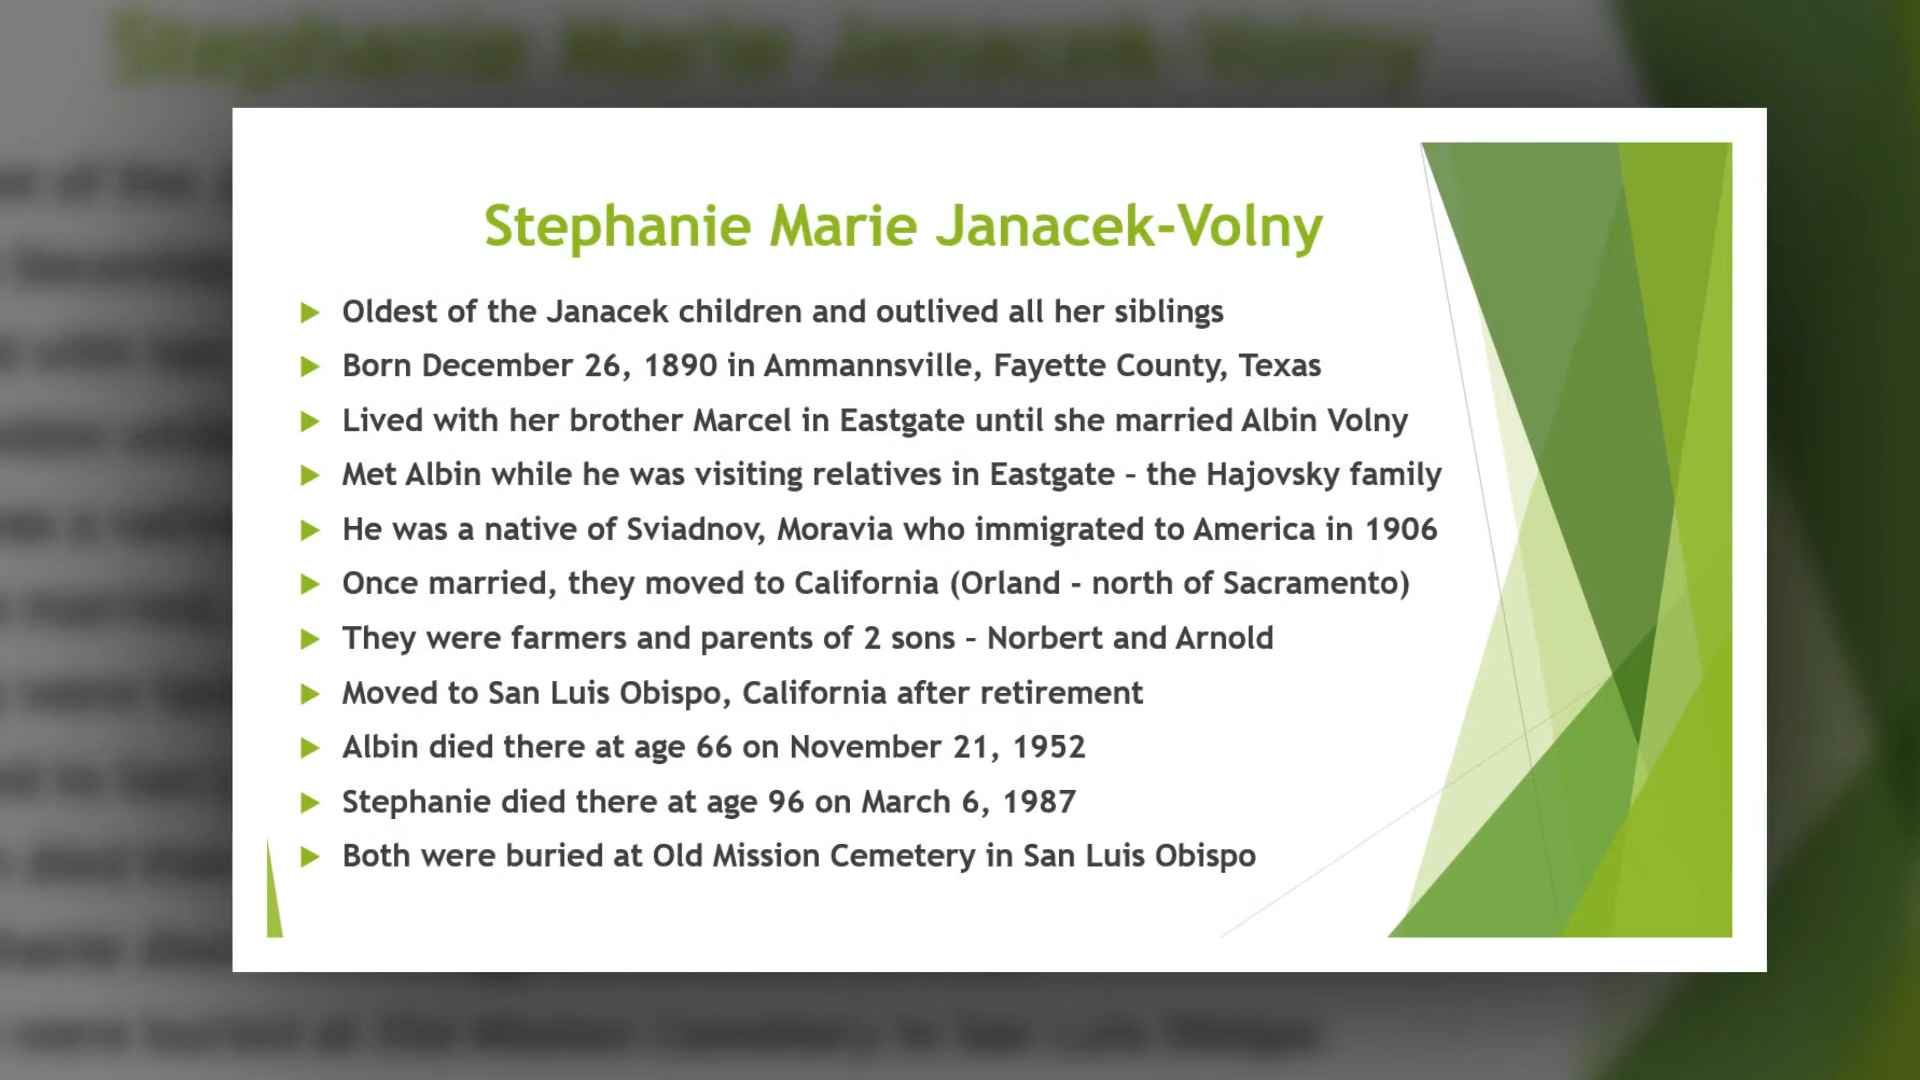 Stephanie Marie Janacek-Volny
Oldest of the Janacek children and outlived all her siblings
Born December 26, 1890 in Ammannsville, Fayette County, Texas
Lived with her brother Marcel in Eastgate until she married Albin Volny
Met Albin while he was visiting relatives in Eastgate – the Hajovsky family
He was a native of Sviadnov, Moravia who immigrated to America in 1906
Once married, they moved to California (Orland - north of Sacramento)
They were farmers and parents of 2 sons – Norbert and Arnold
Moved to San Luis Obispo, California after retirement
Albin died there at age 66 on November 21, 1952
Stephanie died there at age 96 on March 6, 1987
Both were buried at Old Mission Cemetery in San Luis Obispo